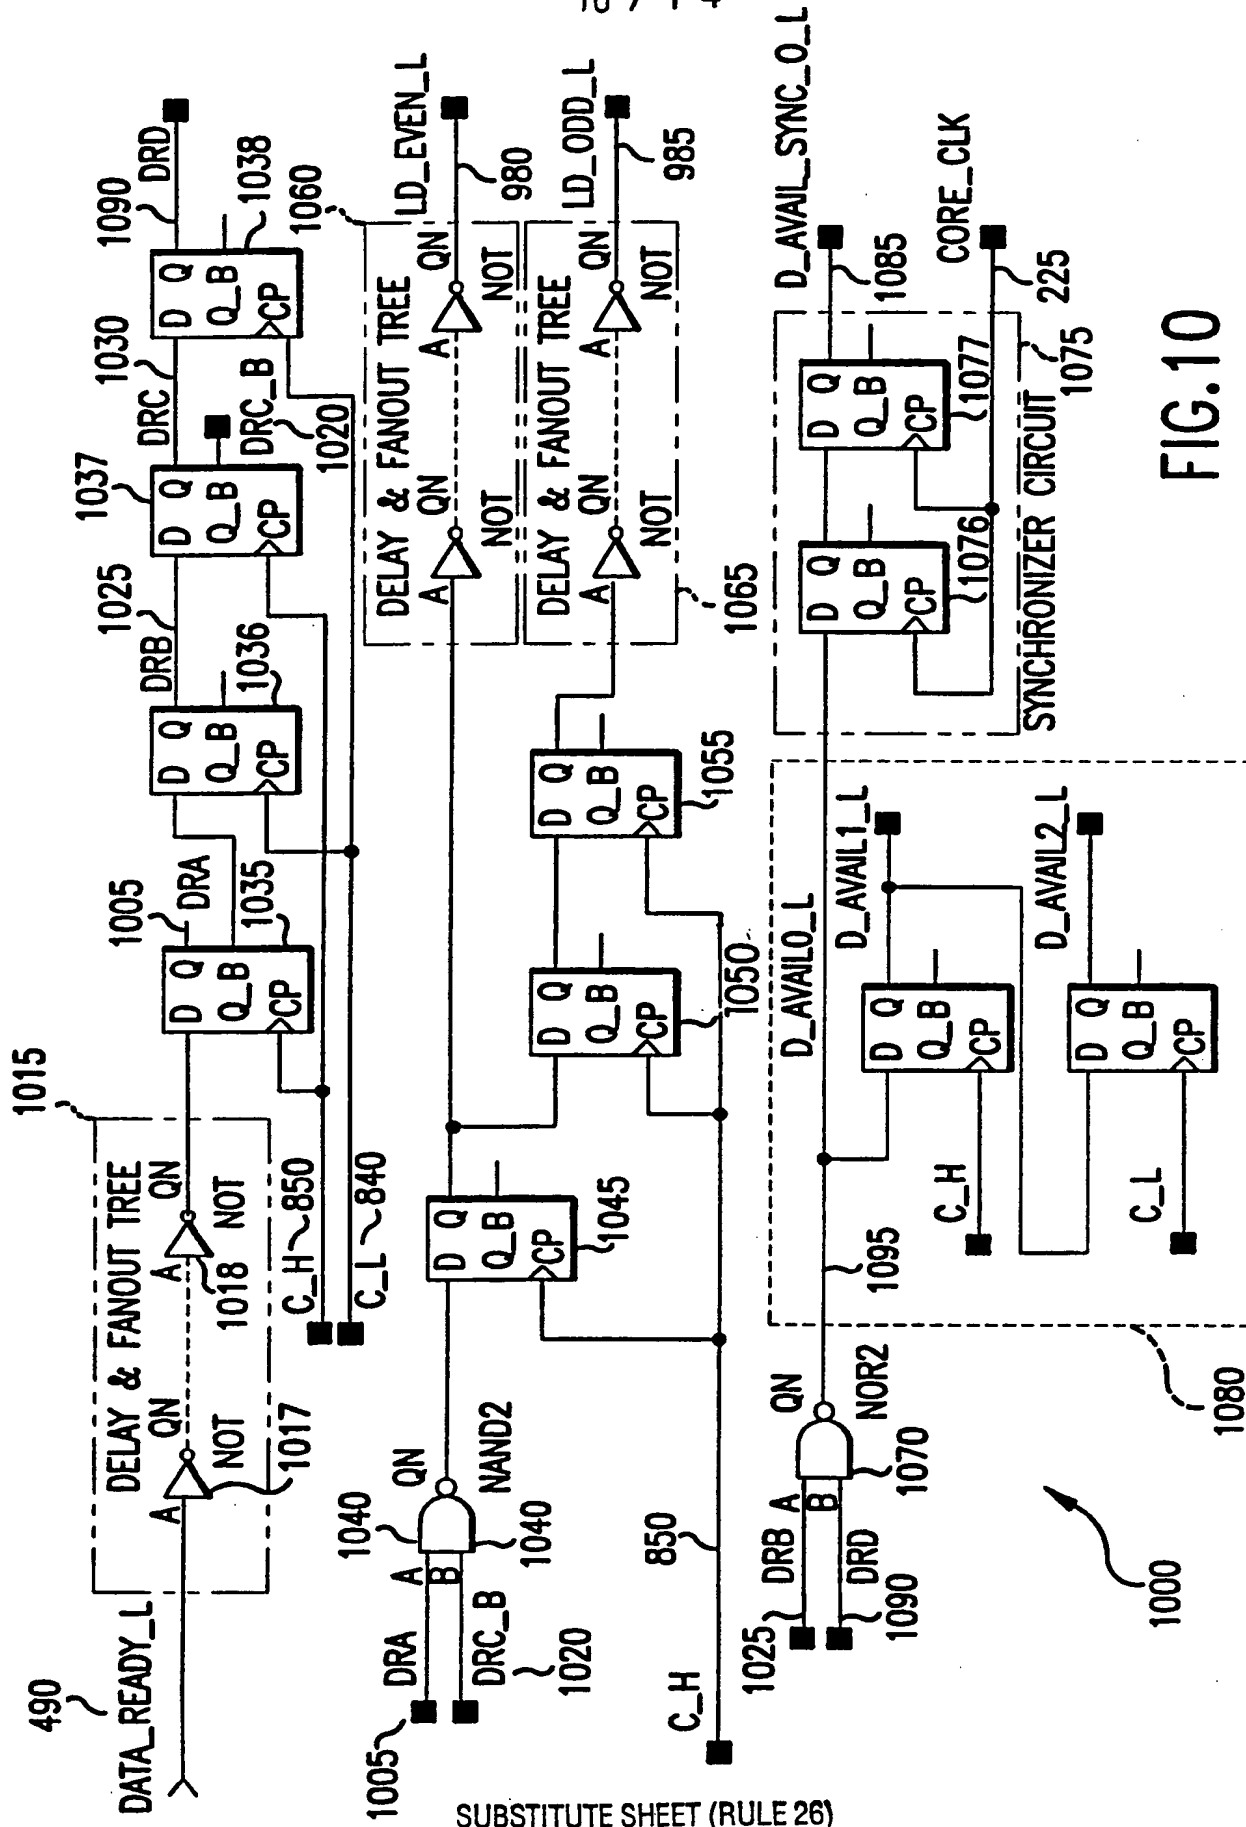 490
DATA_READY_L
1015
DELAY & FANOUT TREE
A
QN
NOT
1017
A
QN
NOT
1018
C_H
850
C_L
840
D Q
Q_B
CP
1005
DRA
1035
D Q
Q_B
CP
DRB
1025
1036
D Q
Q_B
CP
1037
DRC
1030
DRC_B
1020
D Q
Q_B
CP
1090
DRD
1038
1005
DRA
DRC_B
1020
A
B
1040
1040
QN
NAND2
D Q
Q_B
CP
1045
D Q
Q_B
CP
1050
D Q
Q_B
CP
1055
C_H
850
1060
DELAY & FANOUT TREE
A
QN
NOT
A
QN
NOT
LD_EVEN_L
980
DELAY & FANOUT TREE
A
QN
NOT
A
QN
NOT
1065
LD_ODD_L
985
1025
DRB
DRD
1090
A
B
QN
NOR2
1070
1095
D_AVAIL0_L
D Q
Q_B
CP
C_H
D_AVAIL1_L
D Q
Q_B
CP
C_L
D_AVAIL2_L
1080
D Q
Q_B
CP
1076
D Q
Q_B
CP
1077
SYNCHRONIZER CIRCUIT
1075
D_AVAIL_SYNC_0_L
1085
CORE_CLK
225
1000
FIG.10
SUBSTITUTE SHEET (RULE 26)